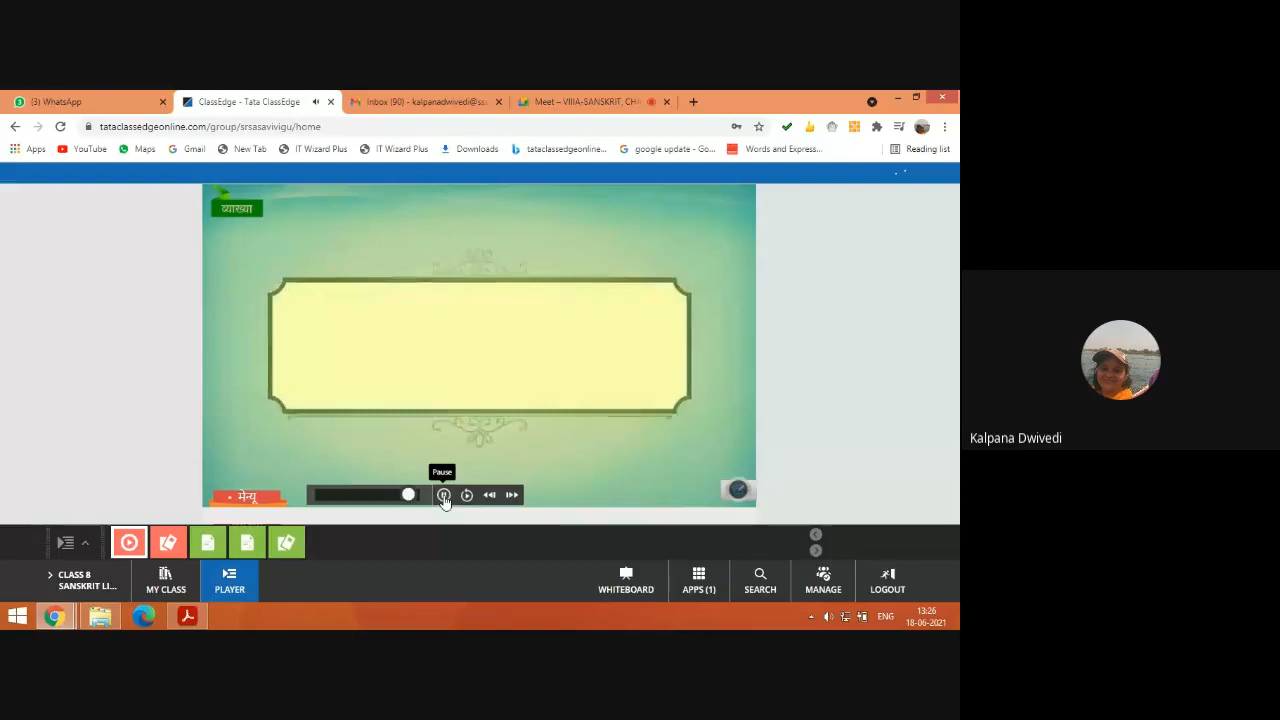 (3) WhatsApp
ClassEdge - Tata ClassEdge
Inbox (90) - kalpanadwivedi@ss
Meet – VIIIA-SANSKRIT, CH
tataclassedgeonline.com/group/srsasavivigu/home
Apps
YouTube
Maps
Gmail
New Tab
IT Wizard Plus
IT Wizard Plus
Downloads
tataclassedgeonline...
google update - Go...
Words and Express...
Reading list
व्याख्या
Pause
मेन्यू
Kalpana Dwivedi
CLASS 8
SANSKRIT LI...
MY CLASS
PLAYER
WHITEBOARD
APPS (1)
SEARCH
MANAGE
LOGOUT
ENG
13:26
18-06-2021